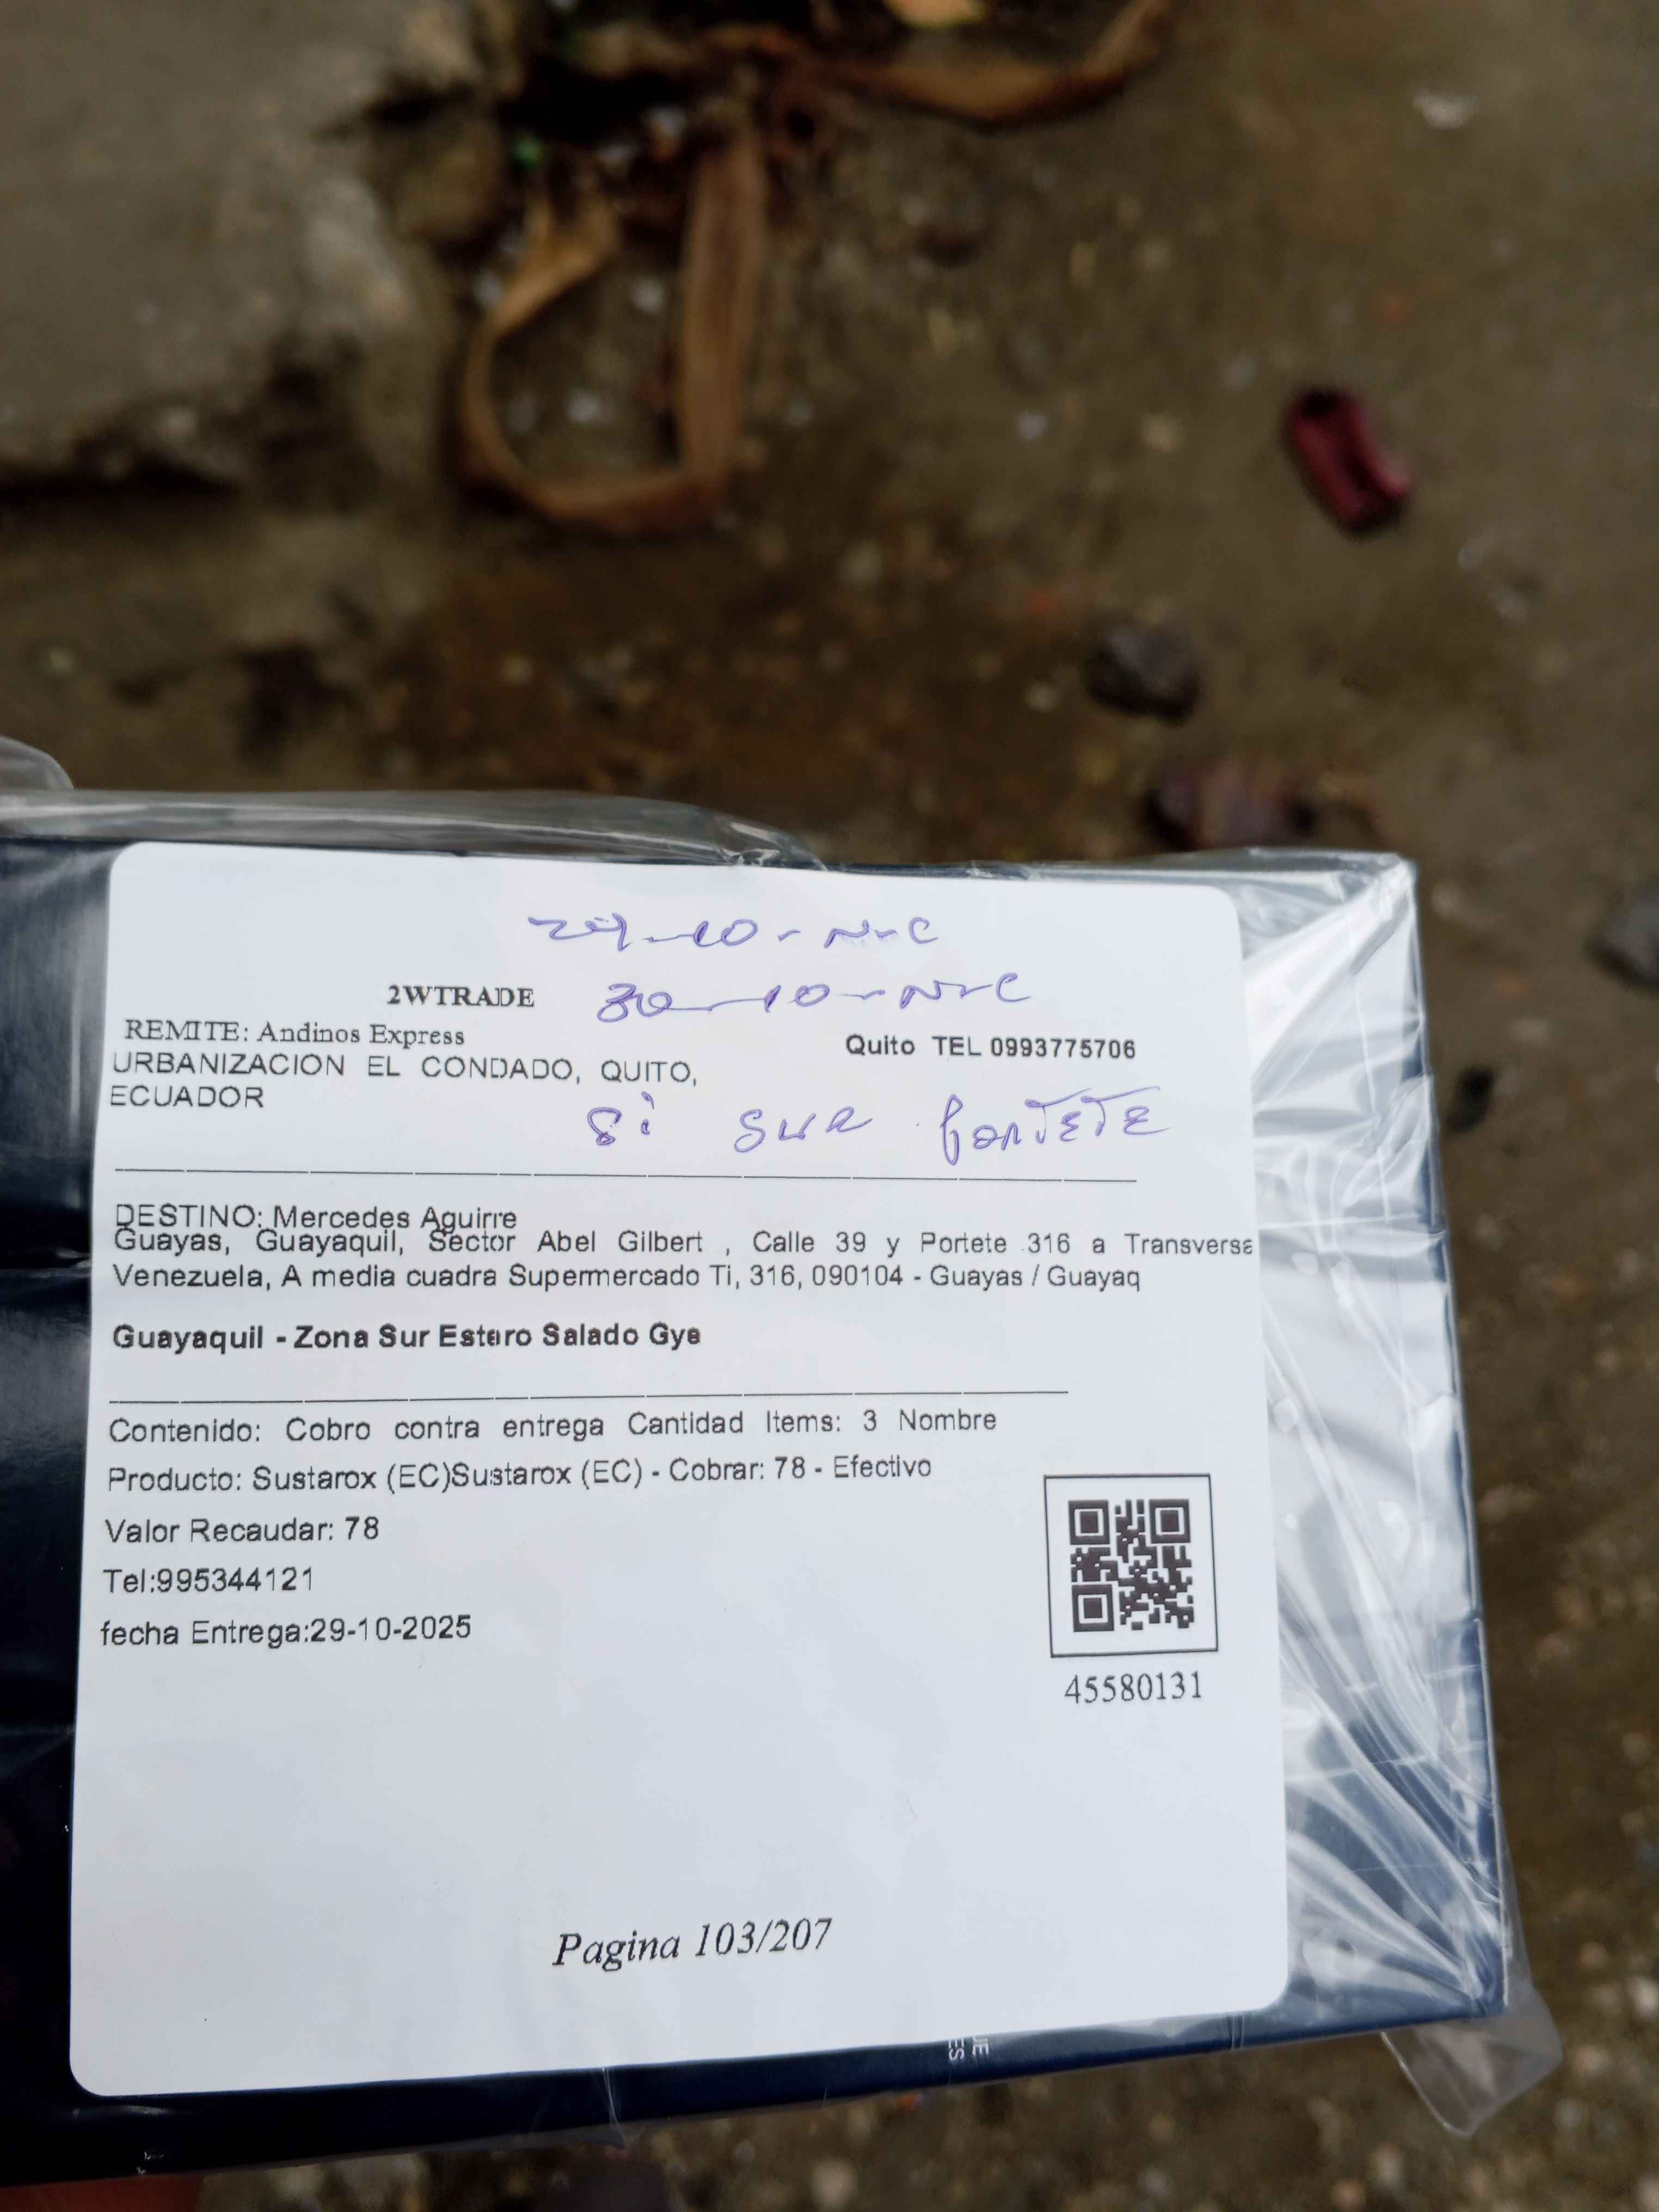 29-10-N-C
2WTRADE 30-10-N-C
REMITE: Andinos Express
Quito TEL 0993775706
URBANIZACION EL CONDADO, QUITO,
ECUADOR
Si SUR PORTETE
DESTINO: Mercedes Aguirre
Guayas, Guayaquil, Sector Abel Gilbert , Calle 39 y Portete 316 a Transversa
Venezuela, A media cuadra Supermercado Ti, 316, 090104 - Guayas / Guayaq
Guayaquil - Zona Sur Estero Salado Gye
Contenido: Cobro contra entrega Cantidad Items: 3 Nombre
Producto: Sustarox (EC)Sustarox (EC) - Cobrar: 78 - Efectivo
Valor Recaudar: 78
Tel:995344121
fecha Entrega:29-10-2025
45580131
Pagina 103/207